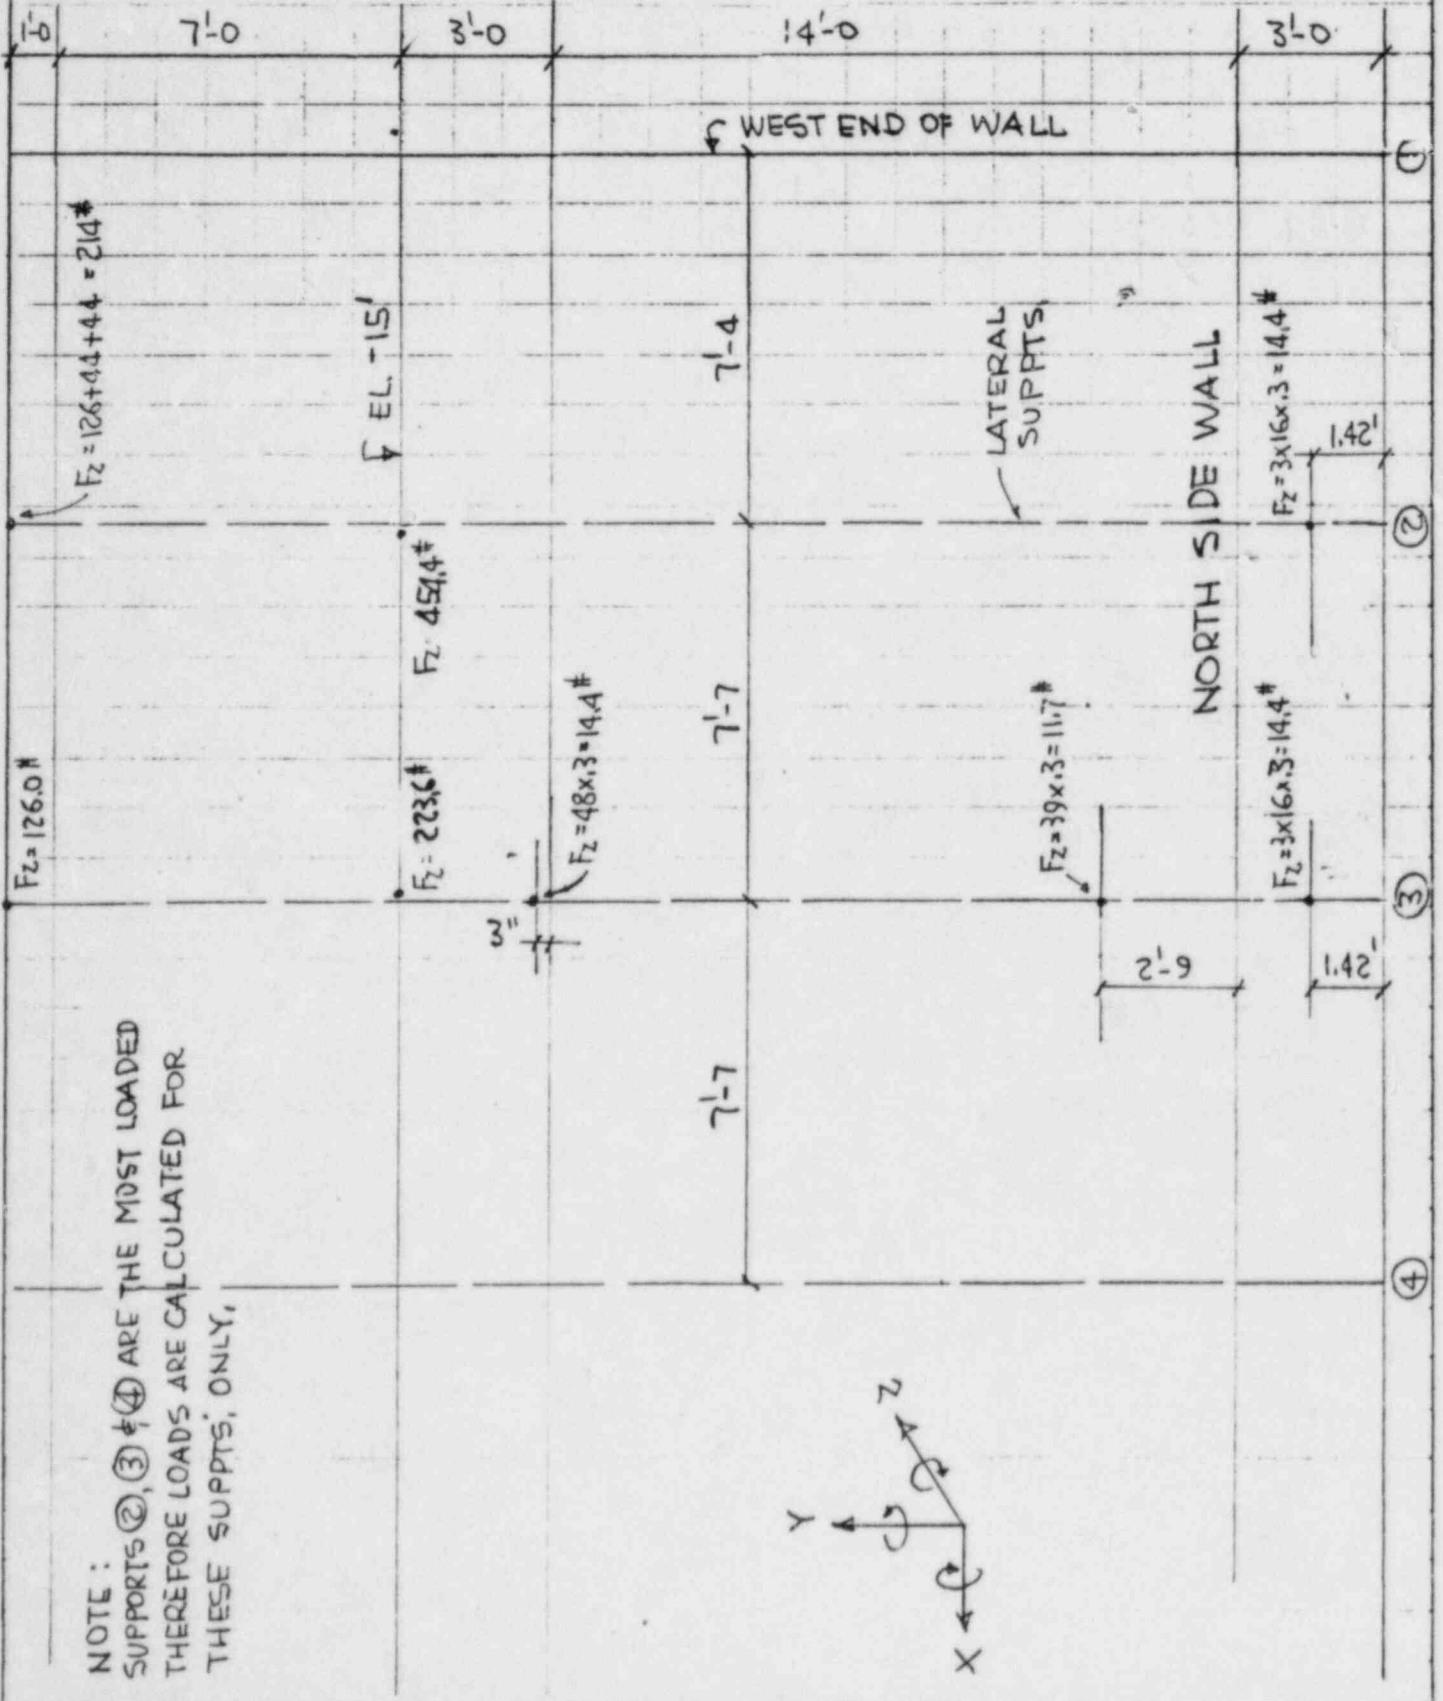 1'-0
7'-0
3'-0
14'-0
3'-0
WEST END OF WALL
①
Fz = 126+44+44 = 214#
EL. -15'
7'-4
LATERAL
SUPPTS.
NORTH SIDE WALL
Fz = 3x16x.3 = 14.4#
1.42'
②
Fz 454.4#
Fz = 126.0#
Fz = 223.6#
Fz = 48x.3 = 14.4#
3"
7'-7
Fz = 39x.3 = 11.7#
Fz = 3x16x.3 = 14.4#
2'-9
1.42'
③
7'-7
④
NOTE :
SUPPORTS ②, ③ & ④ ARE THE MOST LOADED
THEREFORE LOADS ARE CALCULATED FOR
THESE SUPPTS. ONLY.
Y
Z
X